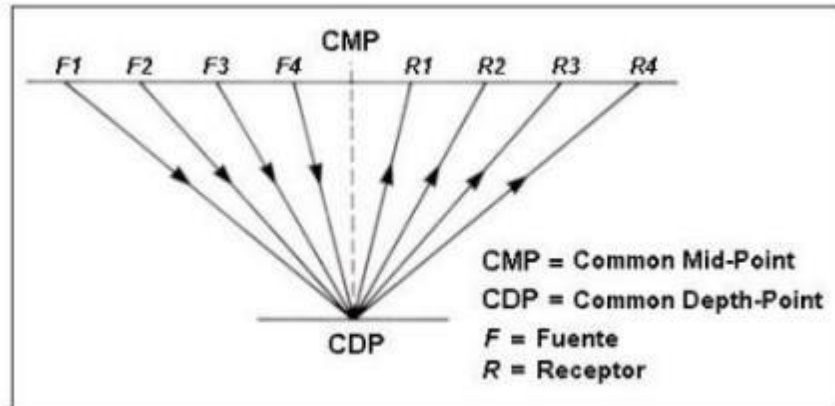 CMP
F1 F2 F3 F4 R1 R2 R3 R4
CMP = Common Mid-Point
CDP = Common Depth-Point
CDP
F = Fuente
R = Receptor